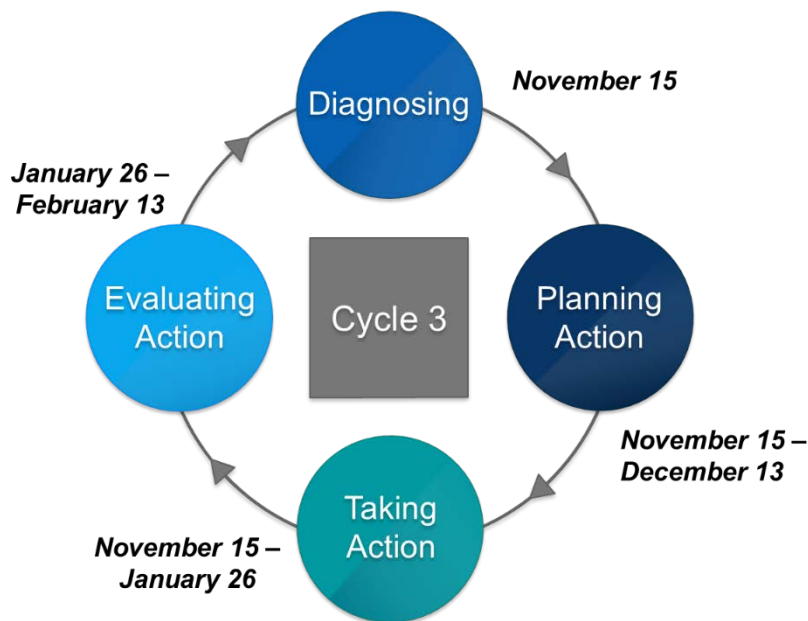 Diagnosing
November 15
January 26 –
February 13
Evaluating
Action
Cycle 3
Planning
Action
November 15 –
December 13
Taking
Action
November 15 –
January 26